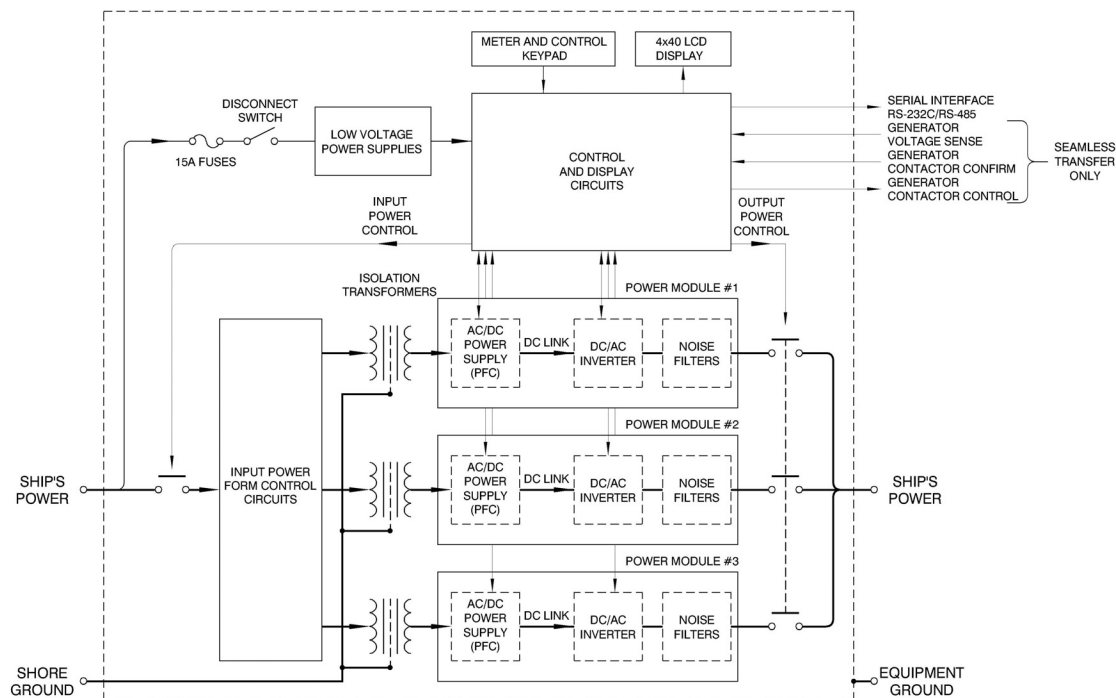 METER AND CONTROL
KEYPAD
4x40 LCD
DISPLAY
DISCONNECT
SWITCH
15A FUSES
LOW VOLTAGE
POWER SUPPLIES
CONTROL
AND DISPLAY
CIRCUITS
SERIAL INTERFACE
RS-232C/RS-485
GENERATOR
VOLTAGE SENSE
GENERATOR
CONTACTOR CONFIRM
GENERATOR
CONTACTOR CONTROL
SEAMLESS
TRANSFER
ONLY
INPUT
POWER
CONTROL
OUTPUT
POWER
CONTROL
ISOLATION
TRANSFORMERS
POWER MODULE #1
AC/DC
POWER
SUPPLY
(PFC)
DC LINK
DC/AC
INVERTER
NOISE
FILTERS
POWER MODULE #2
SHIP'S
POWER
INPUT POWER
FORM CONTROL
CIRCUITS
AC/DC
POWER
SUPPLY
(PFC)
DC LINK
DC/AC
INVERTER
NOISE
FILTERS
SHIP'S
POWER
POWER MODULE #3
AC/DC
POWER
SUPPLY
(PFC)
DC LINK
DC/AC
INVERTER
NOISE
FILTERS
SHORE
GROUND
EQUIPMENT
GROUND